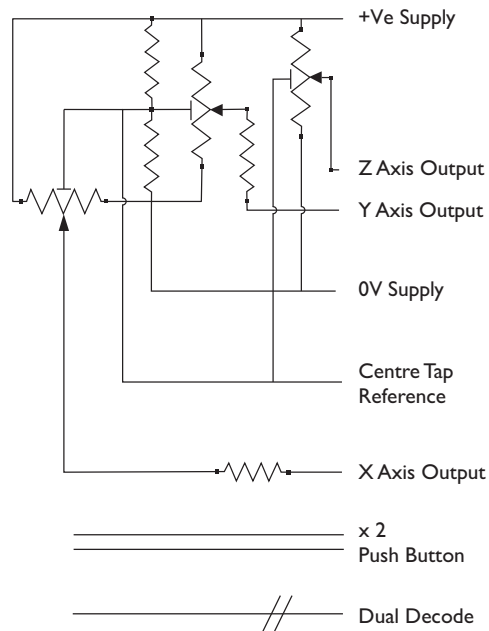 +Ve Supply
Z Axis Output
Y Axis Output
0V Supply
Centre Tap
Reference
X Axis Output
x 2
Push Button
Dual Decode